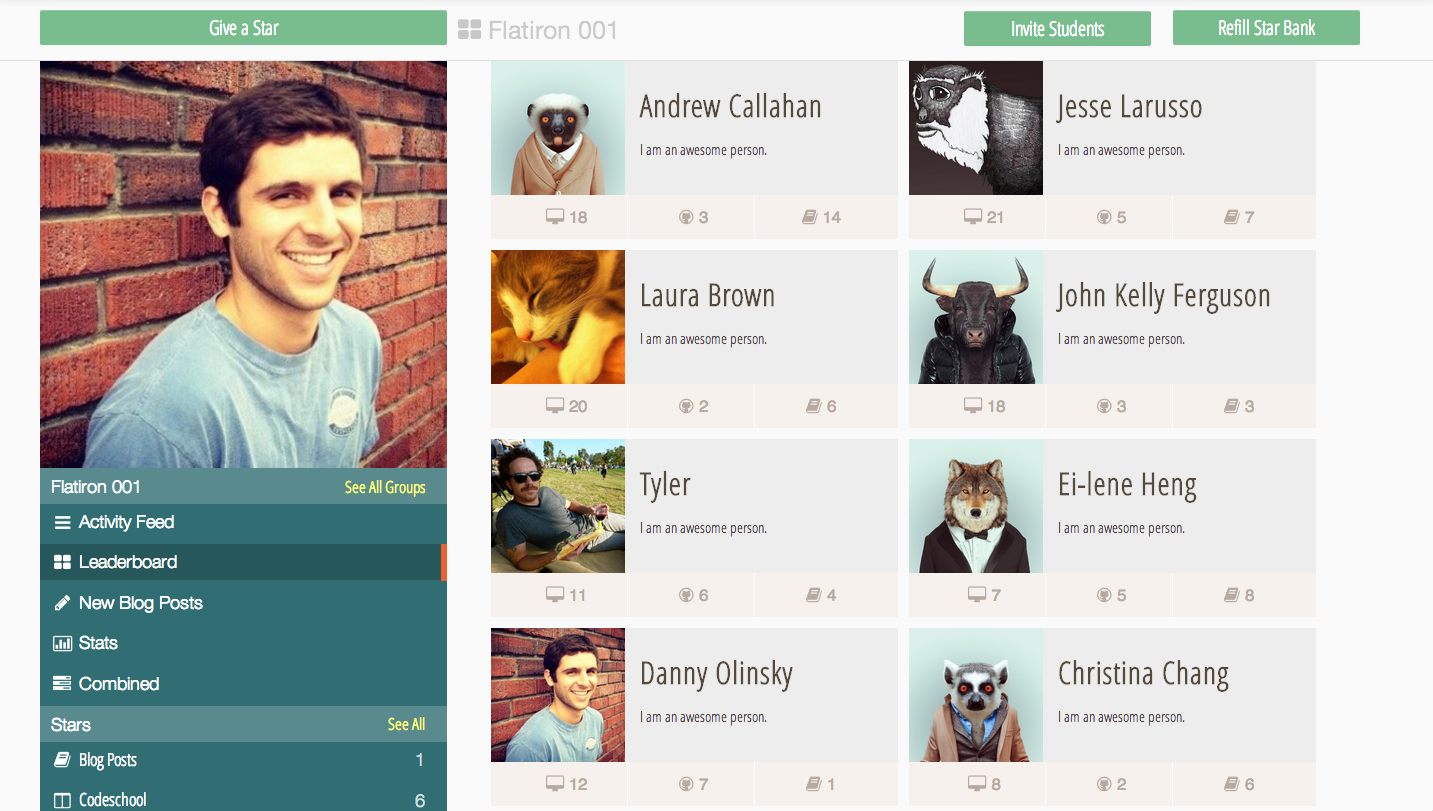 Give a Star
Flatiron 001
Invite Students
Refill Star Bank
Flatiron 001 See All Groups
Activity Feed
Leaderboard
New Blog Posts
Stats
Combined
Stars See All
Blog Posts 1
Codeschool 6
Andrew Callahan
I am an awesome person.
18 3 14
Jesse Larusso
I am an awesome person.
21 5 7
Laura Brown
I am an awesome person.
20 2 6
John Kelly Ferguson
I am an awesome person.
18 3 3
Tyler
I am an awesome person.
11 6 4
Ei-lene Heng
I am an awesome person.
7 5 8
Danny Olinsky
I am an awesome person.
12 7 1
Christina Chang
I am an awesome person.
8 2 6